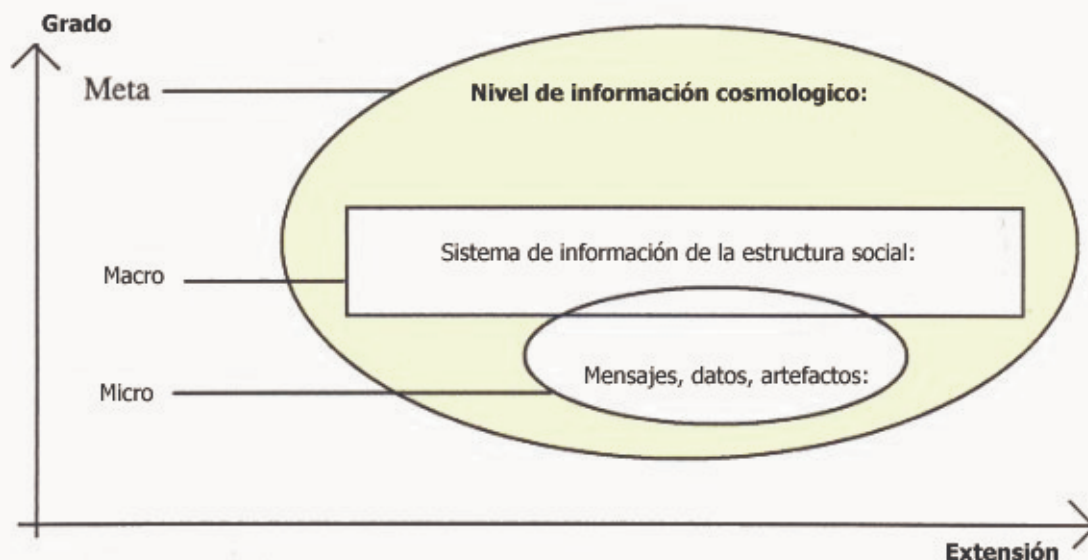 Grado
Meta
Nivel de información cosmologico:
Sistema de información de la estructura social:
Macro
Mensajes, datos, artefactos:
Micro
Extensión